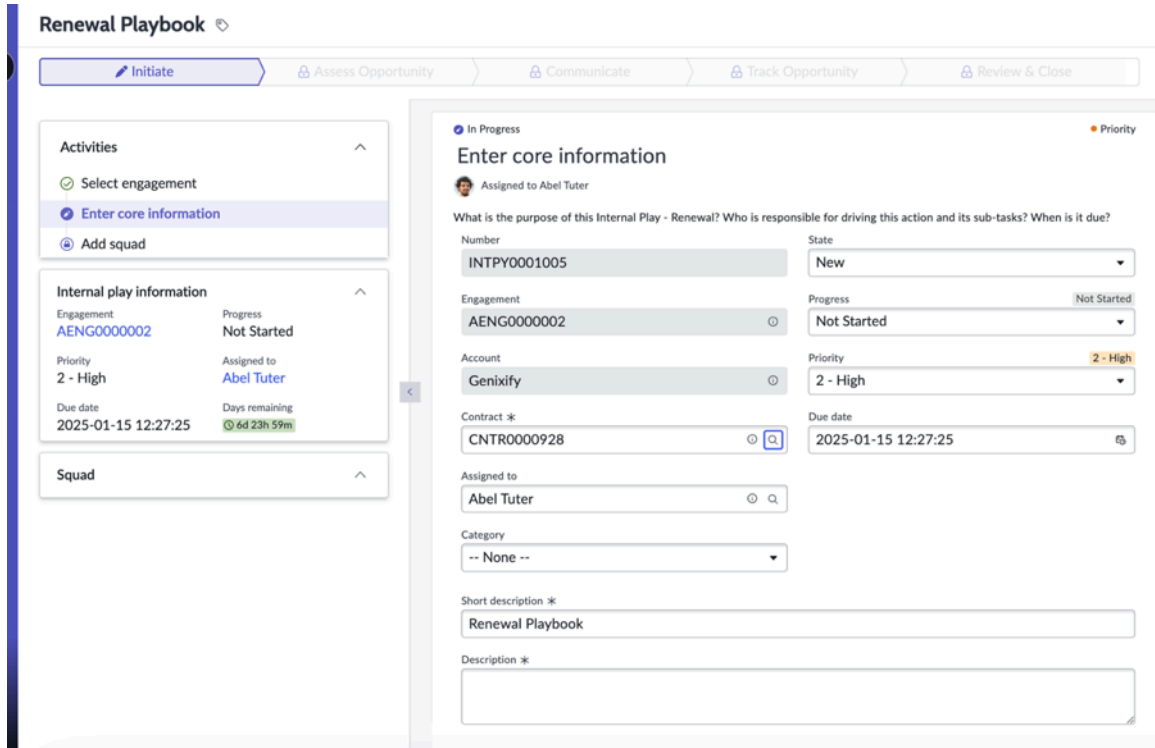 Renewal Playbook
Initiate
Assess Opportunity
Communicate
Track Opportunity
Review & Close
Activities
Select engagement
Enter core information
Add squad
Internal play information
Engagement
AENG0000002
Progress
Not Started
Priority
2 - High
Assigned to
Abel Tuter
Due date
2025-01-15 12:27:25
Days remaining
6d 23h 59m
Squad
In Progress
Priority
Enter core information
Assigned to Abel Tuter
What is the purpose of this Internal Play - Renewal? Who is responsible for driving this action and its sub-tasks? When is it due?
Number
INTPY0001005
State
New
Engagement
AENG0000002
Progress
Not Started
Not Started
Account
Genixify
Priority
2 - High
2 - High
Contract *
CNTR0000928
Due date
2025-01-15 12:27:25
Assigned to
Abel Tuter
Category
-- None --
Short description *
Renewal Playbook
Description *